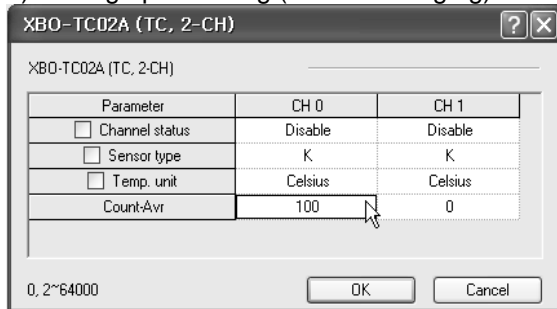 XBO-TC02A (TC, 2-CH)
XBO-TC02A (TC, 2-CH)
Parameter CH 0 CH 1
Channel status Disable Disable
Sensor type K K
Temp. unit Celsius Celsius
Count-Avr 100 0
0, 2~64000 OK Cancel